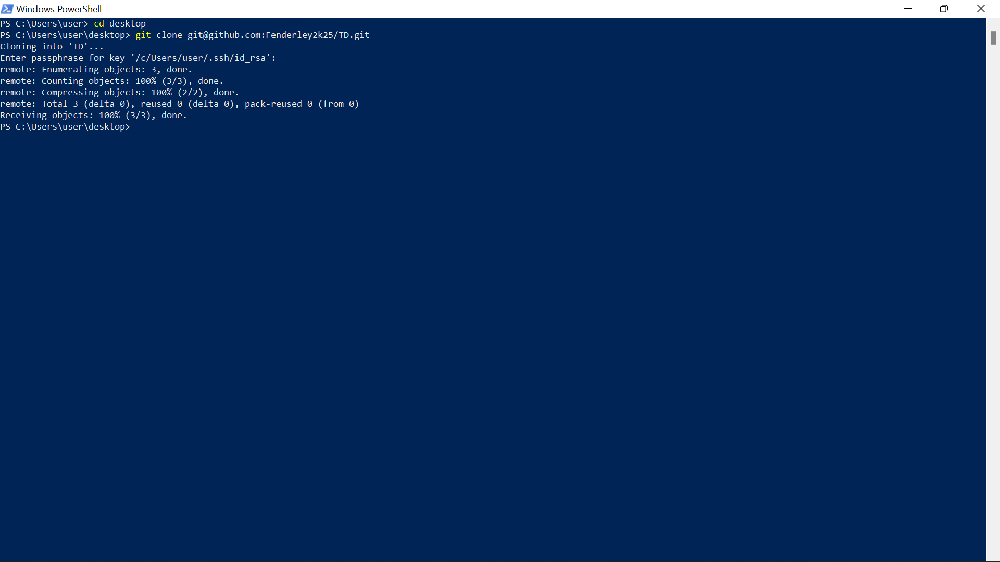 Windows PowerShell
PS C:\Users\user> cd desktop
PS C:\Users\user\desktop> git clone git@github.com:Fenderley2k25/TD.git
Cloning into 'TD'...
Enter passphrase for key '/c/Users/user/.ssh/id_rsa':
remote: Enumerating objects: 3, done.
remote: Counting objects: 100% (3/3), done.
remote: Compressing objects: 100% (2/2), done.
remote: Total 3 (delta 0), reused 0 (delta 0), pack-reused 0 (from 0)
Receiving objects: 100% (3/3), done.
PS C:\Users\user\desktop>